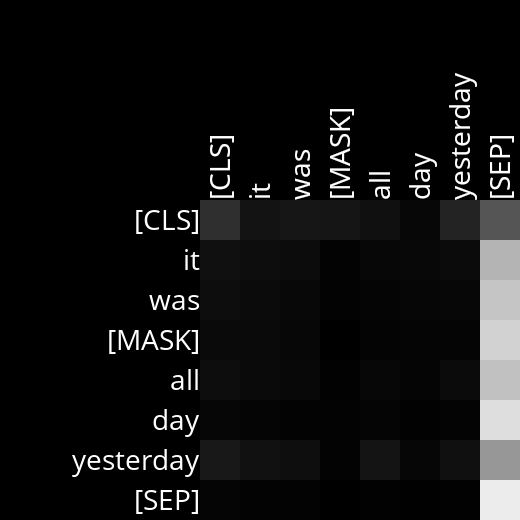 [CLS] it was [MASK] all day yesterday [SEP]
[CLS]
it
was
[MASK]
all
day
yesterday
[SEP]